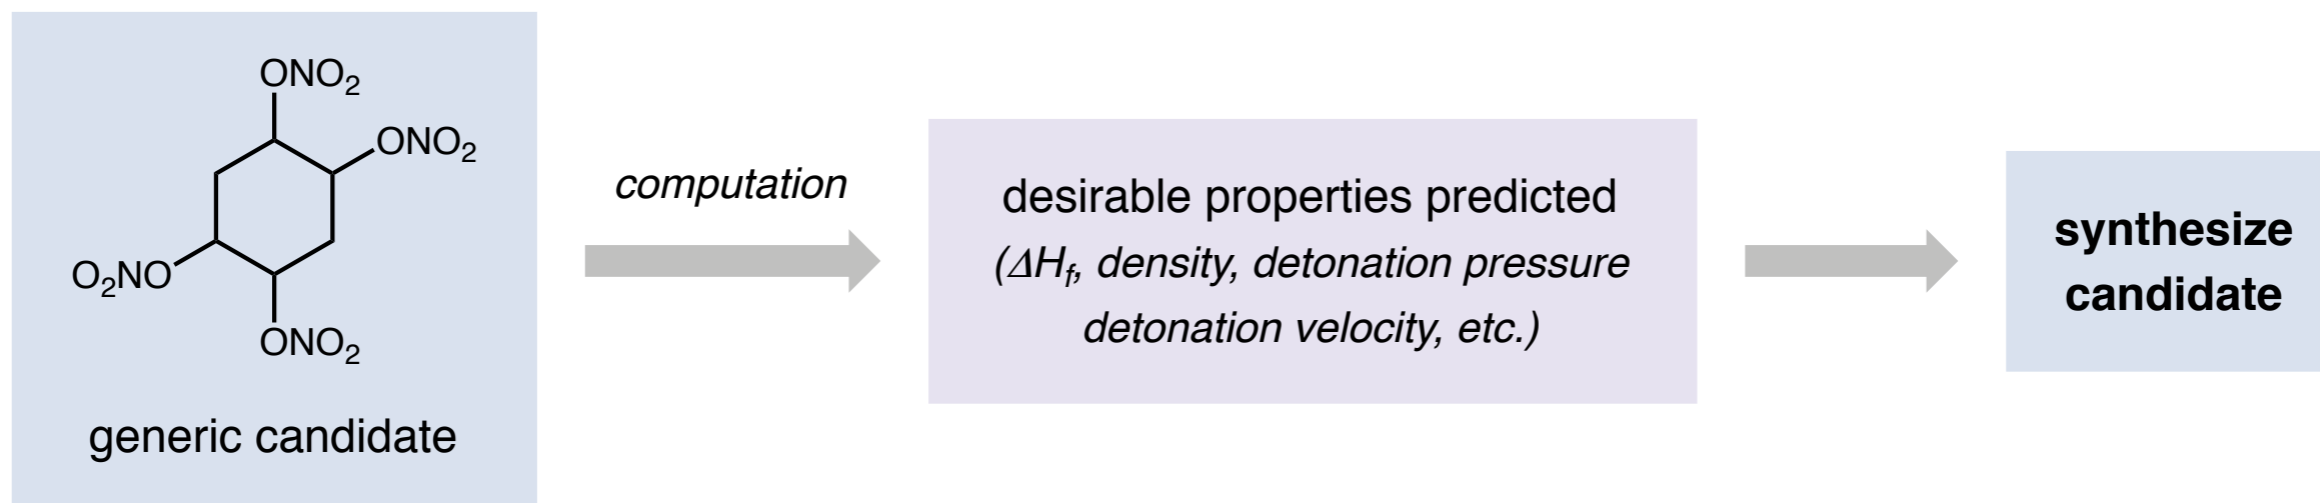 ONO2
ONO2
O2NO
ONO2
generic candidate
computation
desirable properties predicted
(ΔHf, density, detonation pressure
detonation velocity, etc.)
synthesize
candidate